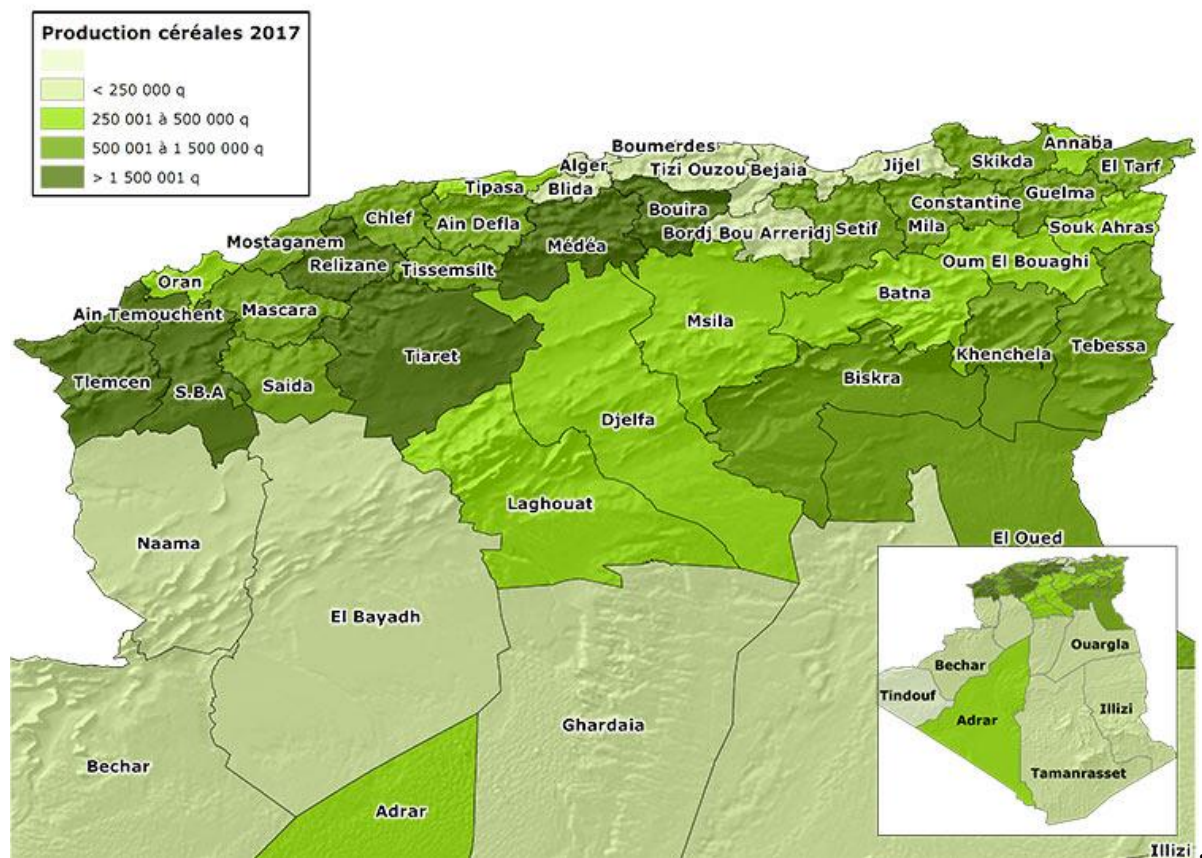 Production céréales 2017
< 250 000 q
250 001 à 500 000 q
500 001 à 1 500 000 q
> 1 500 001 q
Boumerdes
Alger
Tizi Ouzou
Bejaia
Jijel
Skikda
Annaba
El Tarf
Tipasa
Blida
Constantine
Guelma
Chlef
Ain Defla
Bouira
Médéa
Bordj Bou Arreridj
Setif
Mila
Souk Ahras
Mostaganem
Relizane
Tissemsilt
Oum El Bouaghi
Oran
Ain Temouchent
Mascara
Msila
Batna
Tlemcen
S.B.A
Saida
Tiaret
Biskra
Khenchela
Tebessa
Djelfa
Laghouat
El Oued
Naama
El Bayadh
Ghardaia
Bechar
Adrar
Illizi
Ouargla
Bechar
Tindouf
Adrar
Illizi
Tamanrasset